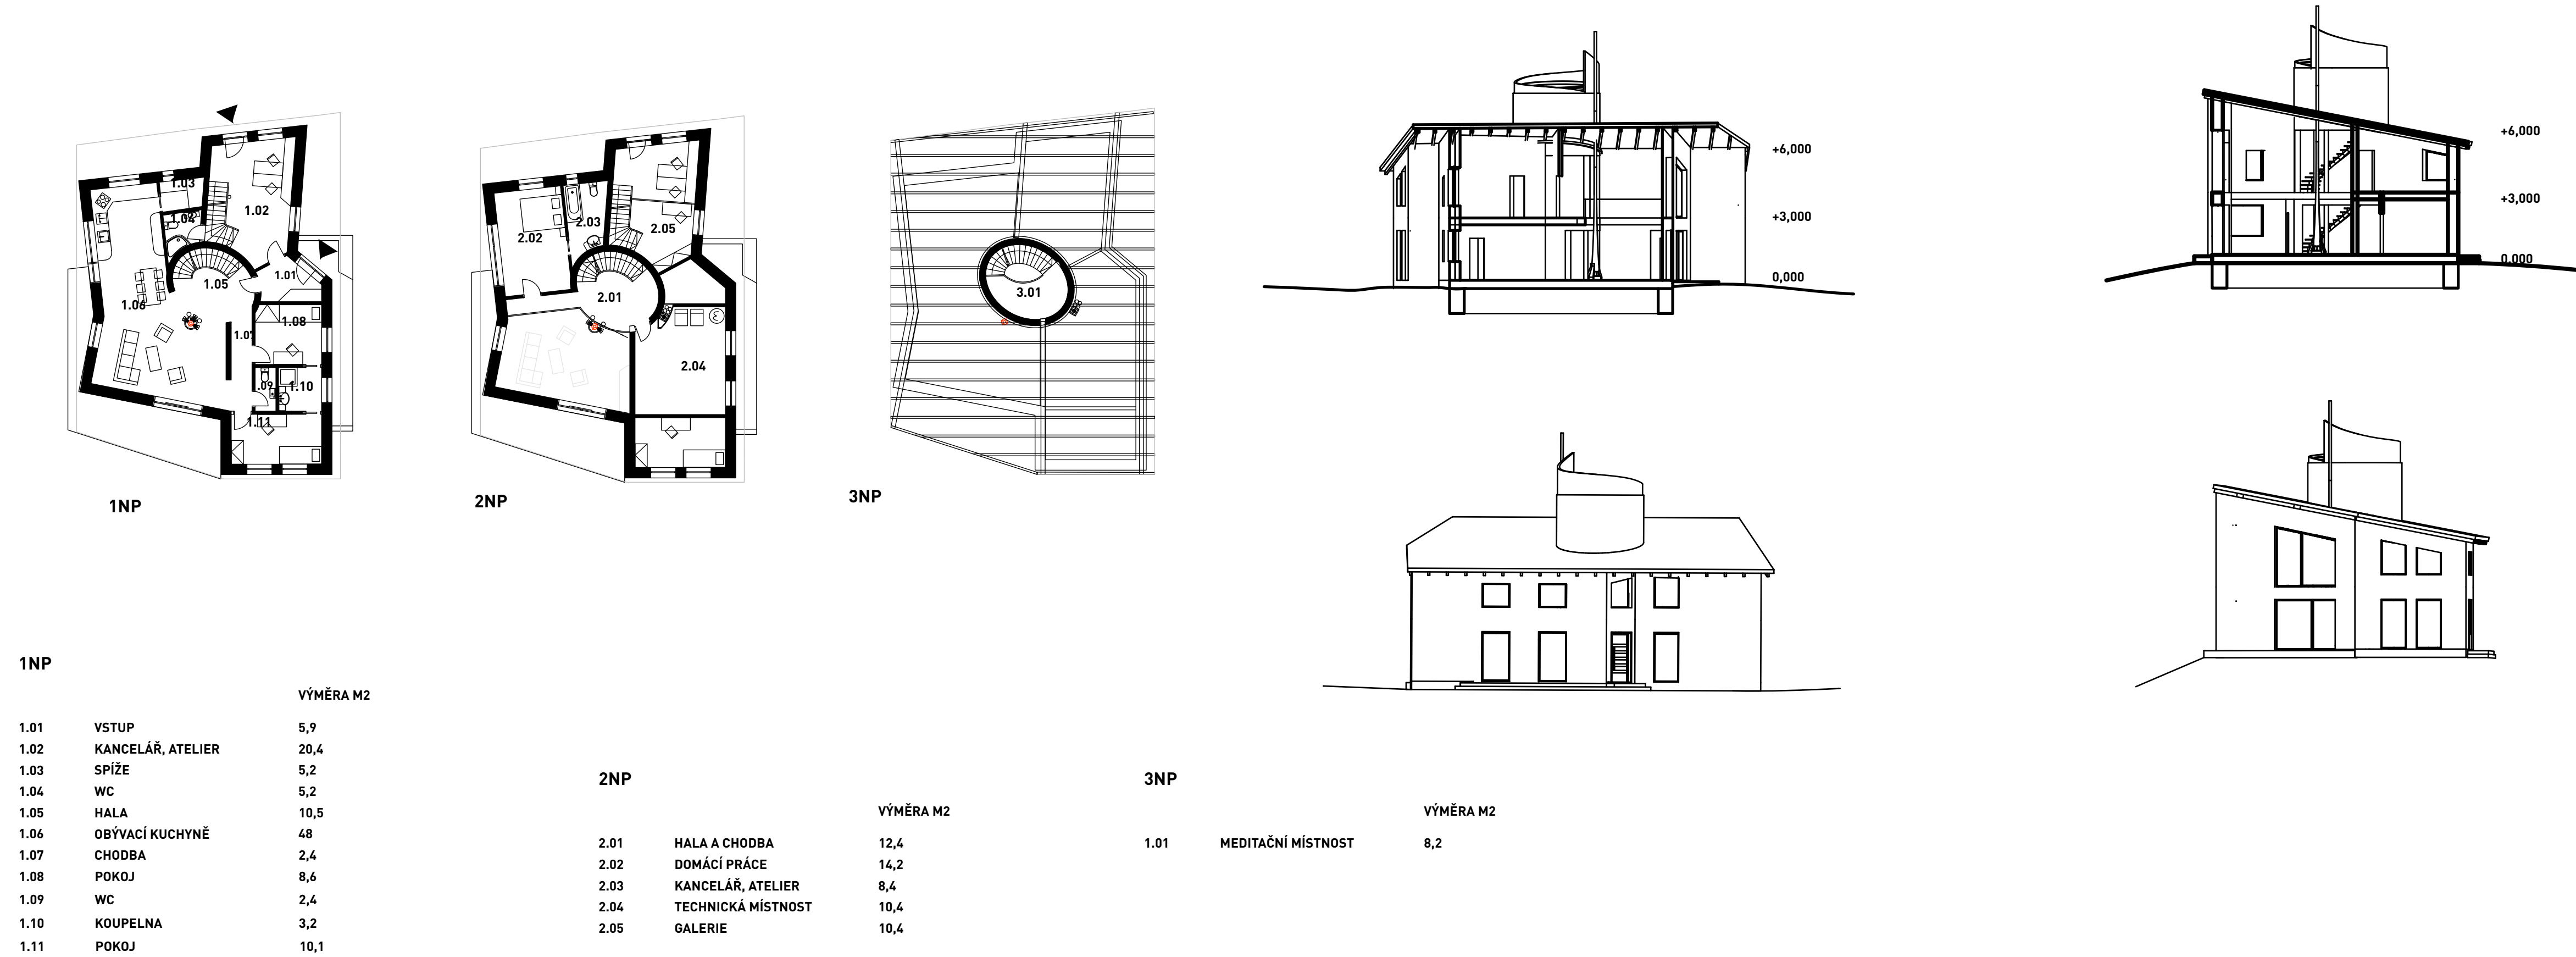 1.03
1.02
1.04
1.01
1.05
1.06
1.08
1.07
1.09
1.10
1.11
1NP
2.03
2.05
2.02
2.01
2.04
2NP
3.01
3NP
+6,000
+3,000
0,000
+6,000
+3,000
0,000
1NP
VÝMĚRA M2
1.01 VSTUP 5,9
1.02 KANCELÁŘ, ATELIER 20,4
1.03 SPÍŽE 5,2
1.04 WC 5,2
1.05 HALA 10,5
1.06 OBÝVACÍ KUCHYNĚ 48
1.07 CHODBA 2,4
1.08 POKOJ 8,6
1.09 WC 2,4
1.10 KOUPELNA 3,2
1.11 POKOJ 10,1
2NP
VÝMĚRA M2
2.01 HALA A CHODBA 12,4
2.02 DOMÁCÍ PRÁCE 14,2
2.03 KANCELÁŘ, ATELIER 8,4
2.04 TECHNICKÁ MÍSTNOST 10,4
2.05 GALERIE 10,4
3NP
VÝMĚRA M2
1.01 MEDITAČNÍ MÍSTNOST 8,2